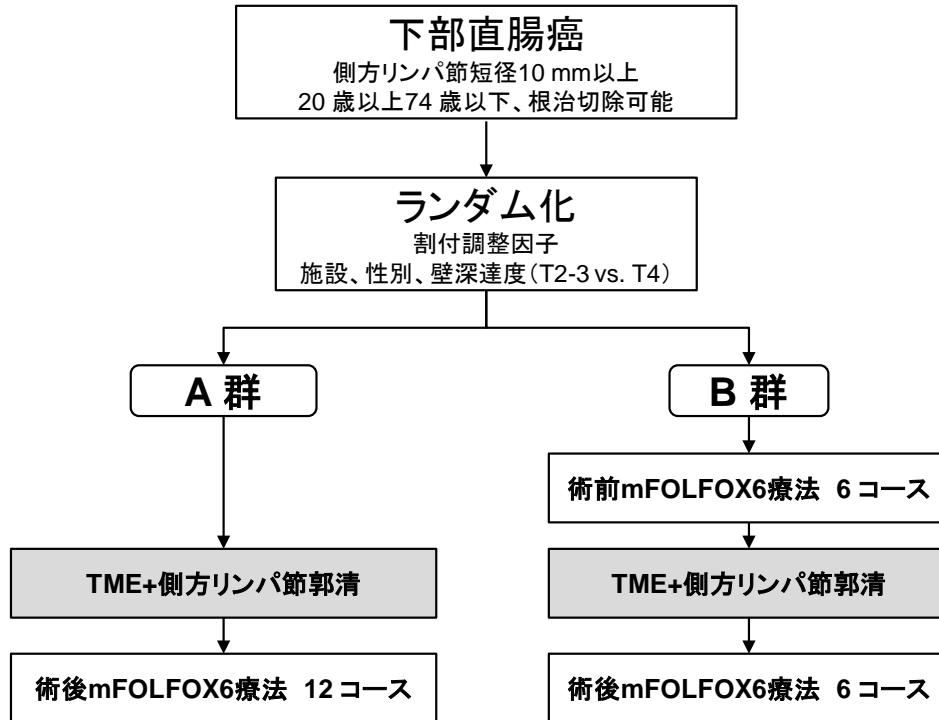 下部直腸癌
側方リンパ節短径10 mm以上
20 歳以上74 歳以下、根治切除可能
ランダム化
割付調整因子
施設、性別、壁深達度（T2-3 vs. T4）
A 群
B 群
術前mFOLFOX6療法 6 コース
TME+側方リンパ節郭清
TME+側方リンパ節郭清
術後mFOLFOX6療法 12 コース
術後mFOLFOX6療法 6 コース